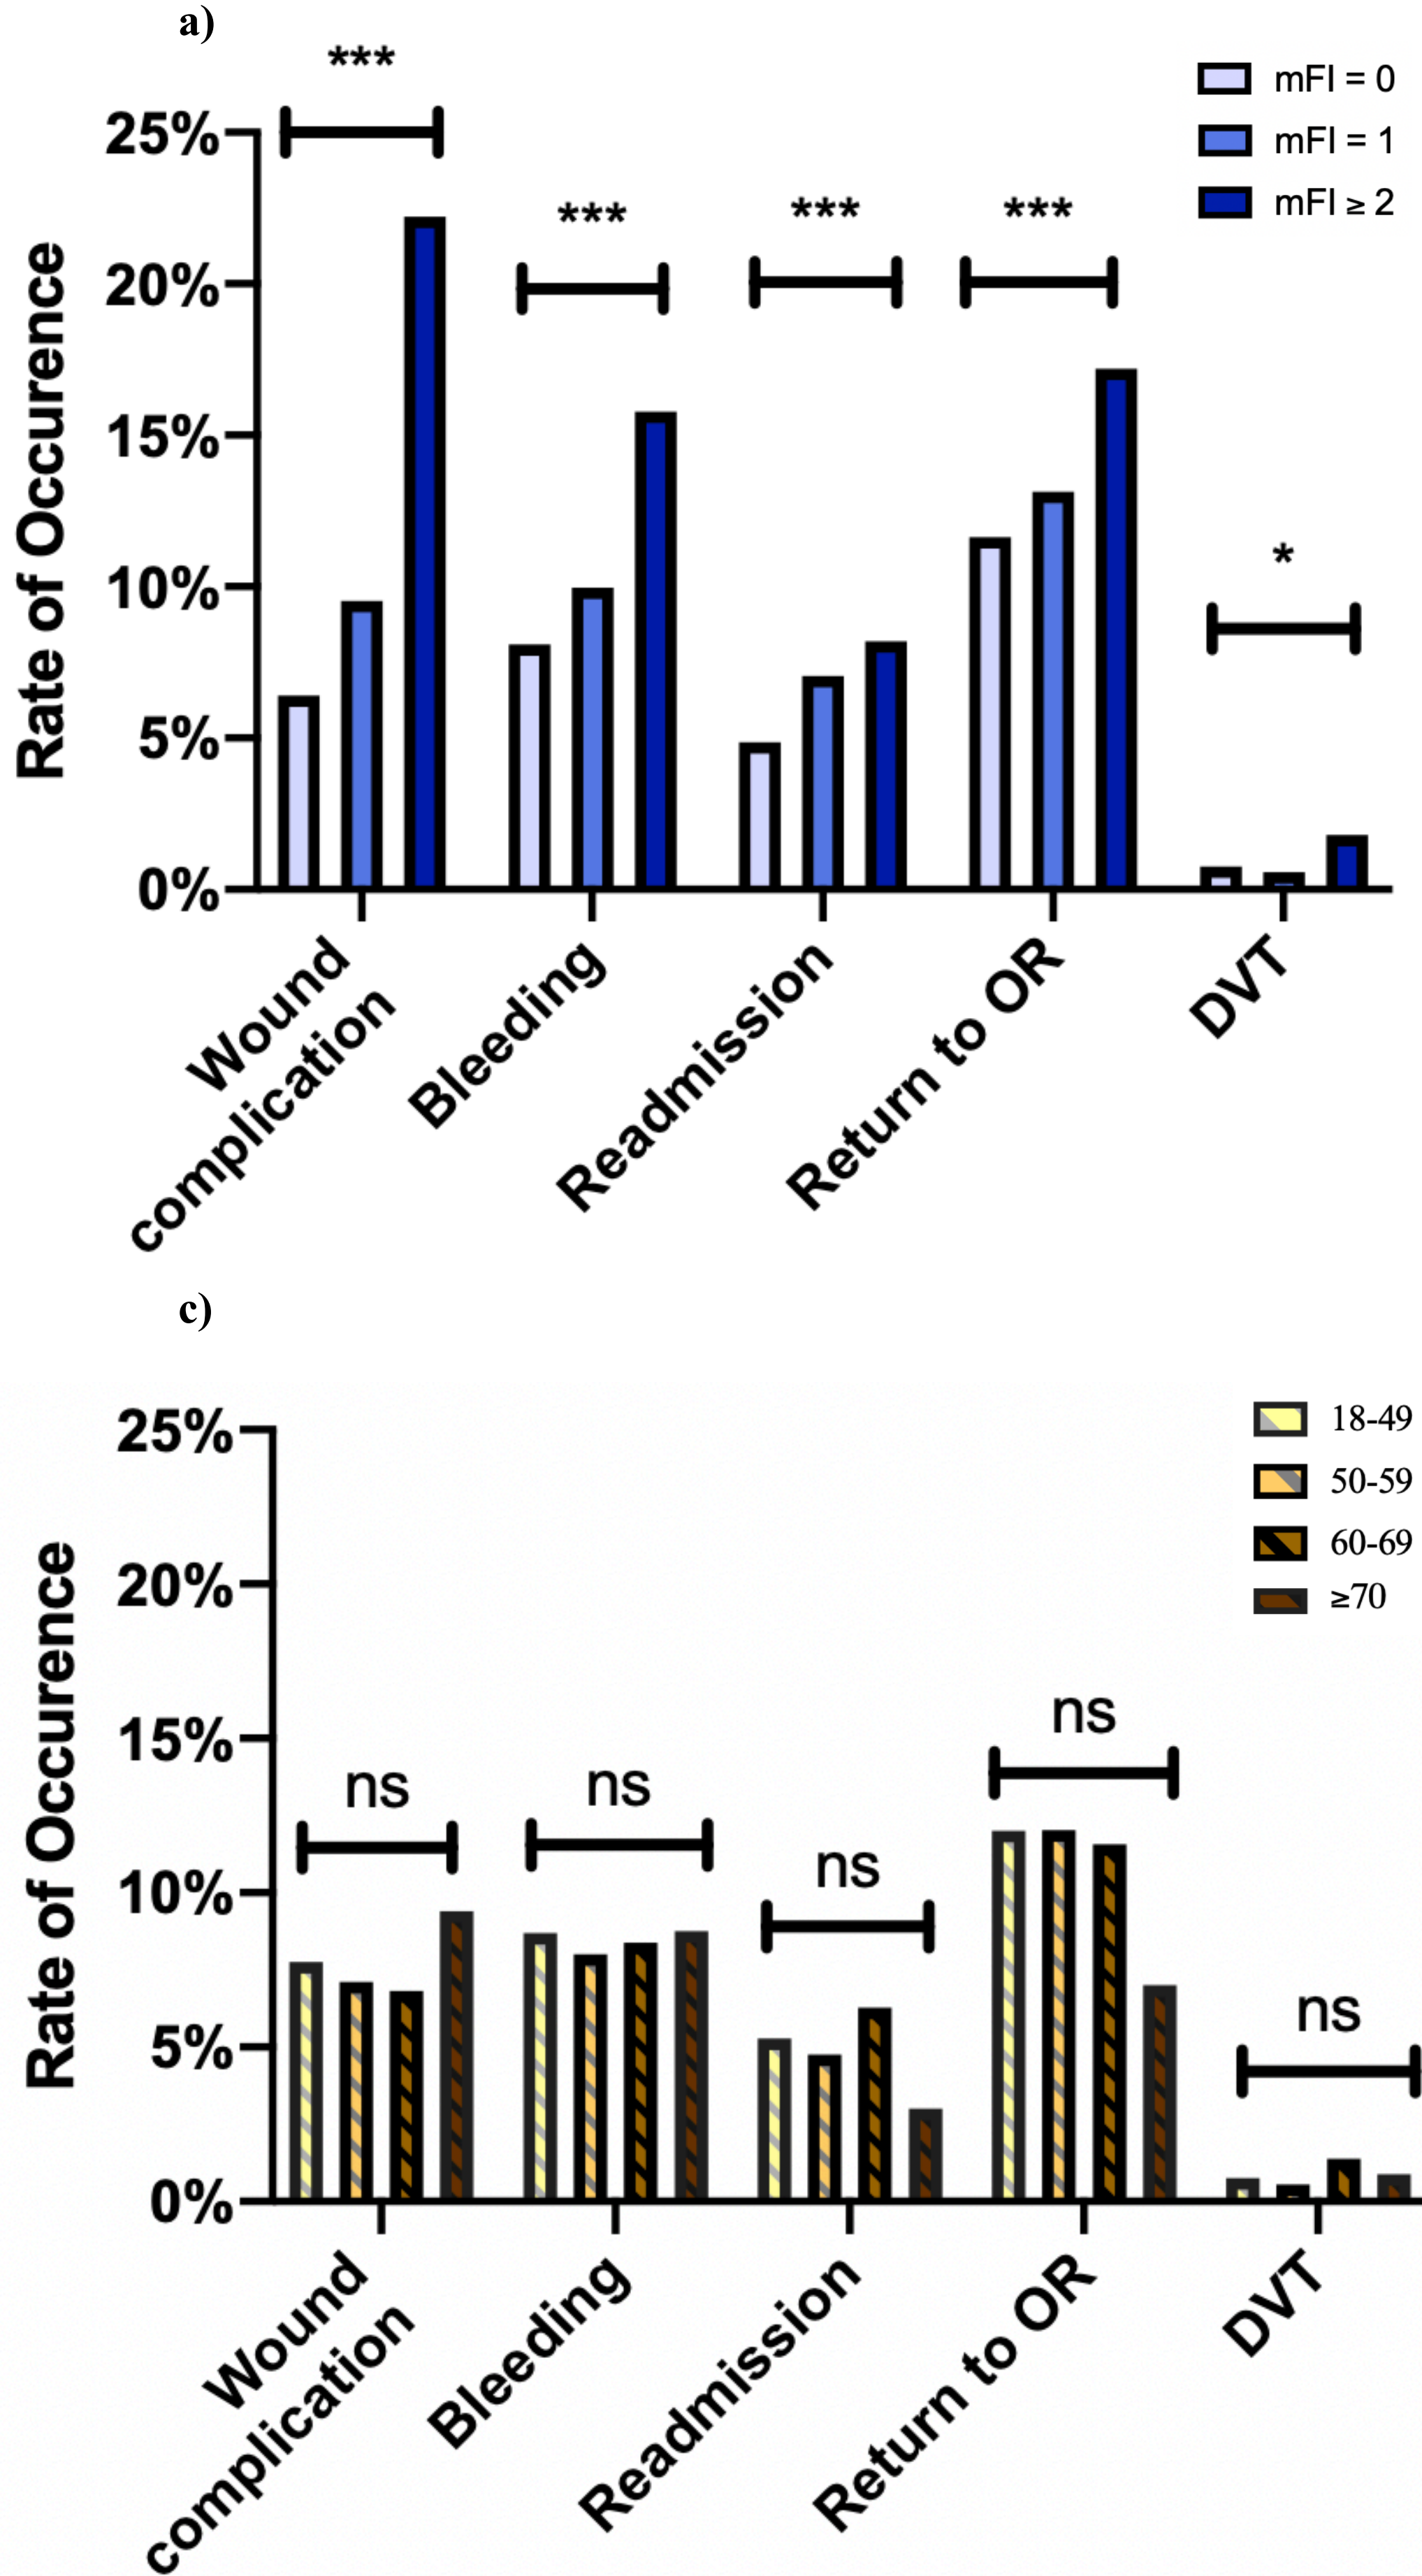 a)
***
mFI = 0
mFI = 1
mFI ≥ 2
25%
20%
15%
10%
5%
0%
***
***
***
*
Rate of Occurence
Wound
complication
Bleeding
Readmission
Return to OR
DVT
c)
18-49
50-59
60-69
≥70
25%
20%
15%
10%
5%
0%
ns
ns
ns
ns
ns
Rate of Occurence
Wound
complication
Bleeding
Readmission
Return to OR
DVT